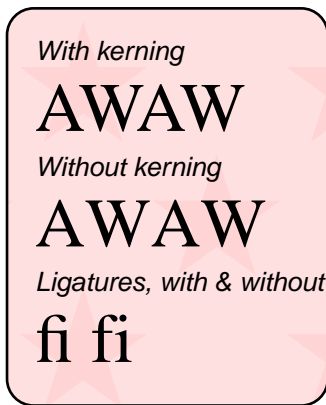 With kerning
AWAW
Without kerning
AWAW
Ligatures, with & without
fi fi